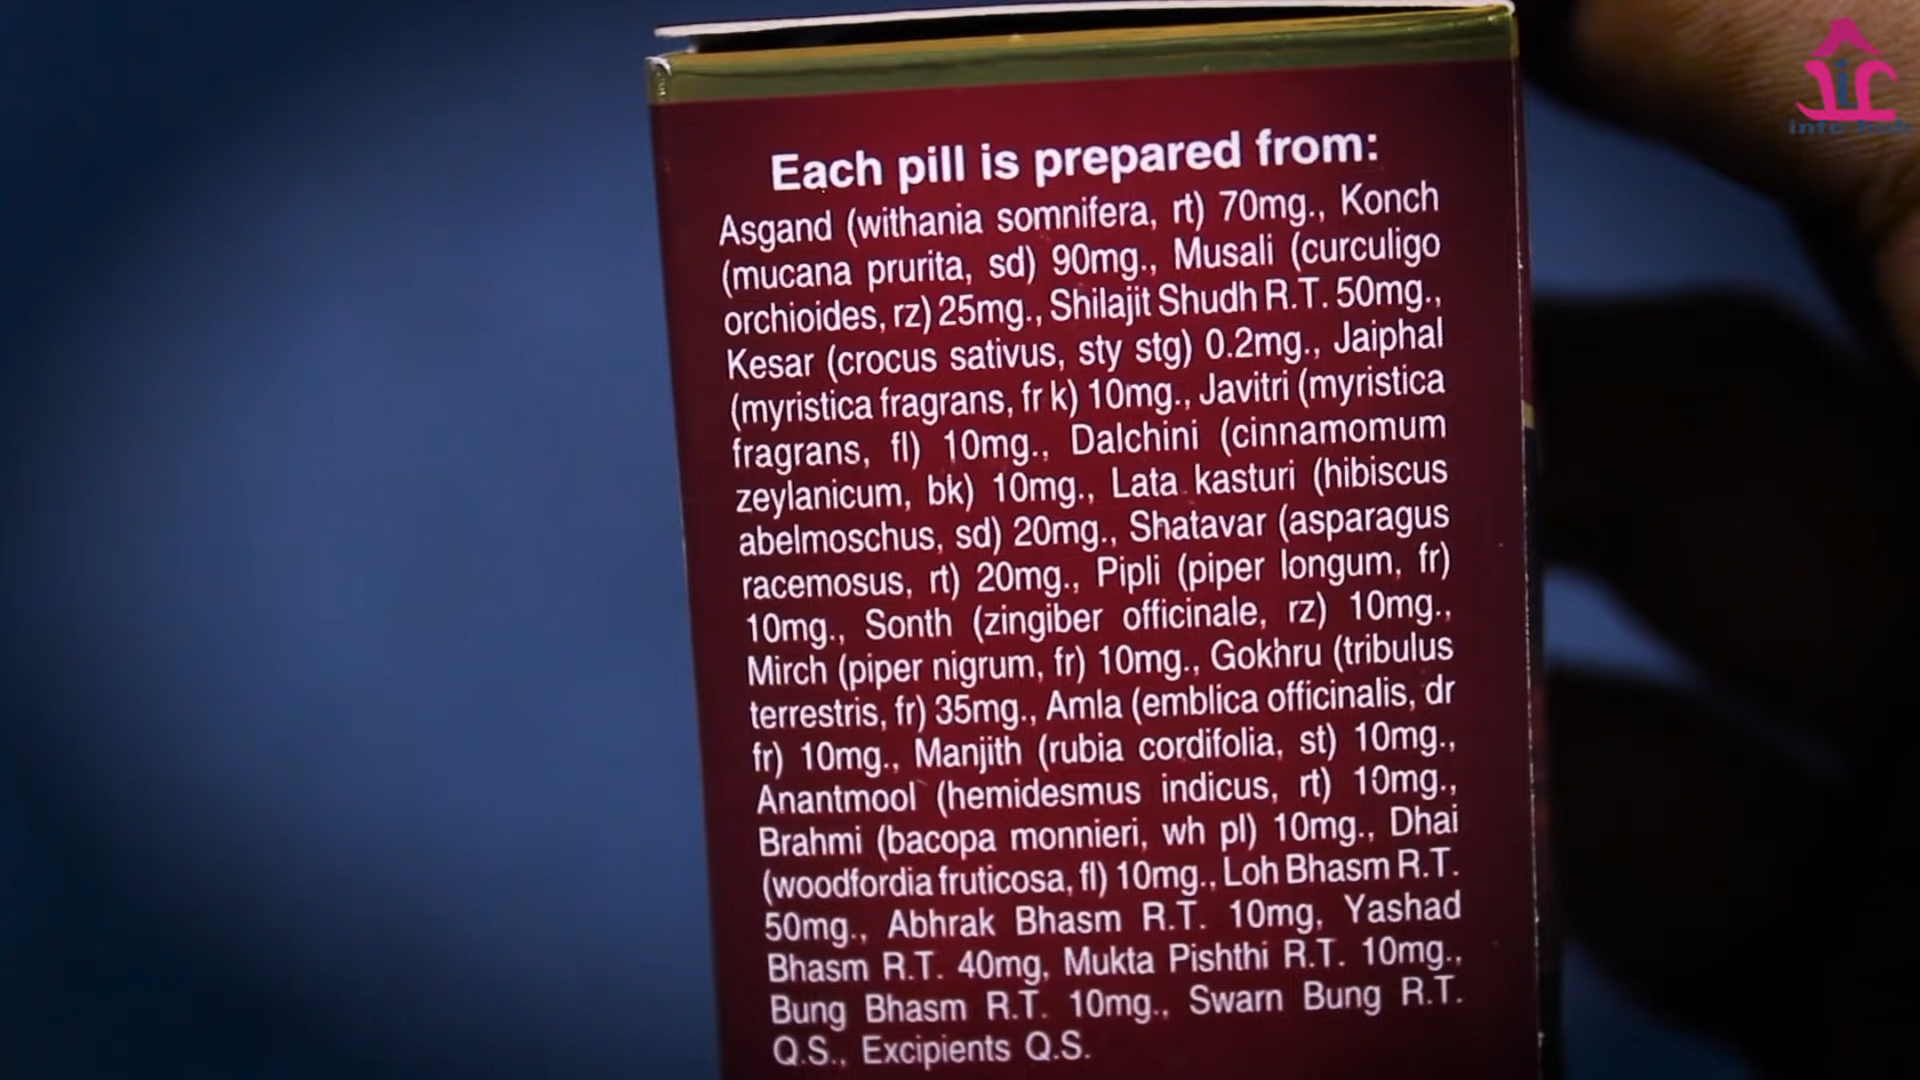 Each pill is prepared from:
Asgand (withania somnifera, rt) 70mg., Konch
(mucana prurita, sd) 90mg., Musali (curculigo
orchioides, rz) 25mg., Shilajit Shudh R.T. 50mg.,
Kesar (crocus sativus, sty stg) 0.2mg., Jaiphal
(myristica fragrans, fr k) 10mg., Javitri (myristica
fragrans, fl) 10mg., Dalchini (cinnamomum
zeylanicum, bk) 10mg., Lata kasturi (hibiscus
abelmoschus, sd) 20mg., Shatavar (asparagus
racemosus, rt) 20mg., Pipli (piper longum, fr)
10mg., Sonth (zingiber officinale, rz) 10mg.,
Mirch (piper nigrum, fr) 10mg., Gokhru (tribulus
terrestris, fr) 35mg., Amla (emblica officinalis, dr
fr) 10mg., Manjith (rubia cordifolia, st) 10mg.,
Anantmool (hemidesmus indicus, rt) 10mg.,
Brahmi (bacopa monnieri, wh pl) 10mg., Dhai
(woodfordia fruticosa, fl) 10mg., Loh Bhasm R.T.
50mg., Abhrak Bhasm R.T. 10mg, Yashad
Bhasm R.T. 40mg, Mukta Pishthi R.T. 10mg.,
Bung Bhasm R.T. 10mg., Swarn Bung R.T.
Q.S., Excipients Q.S.
info hub